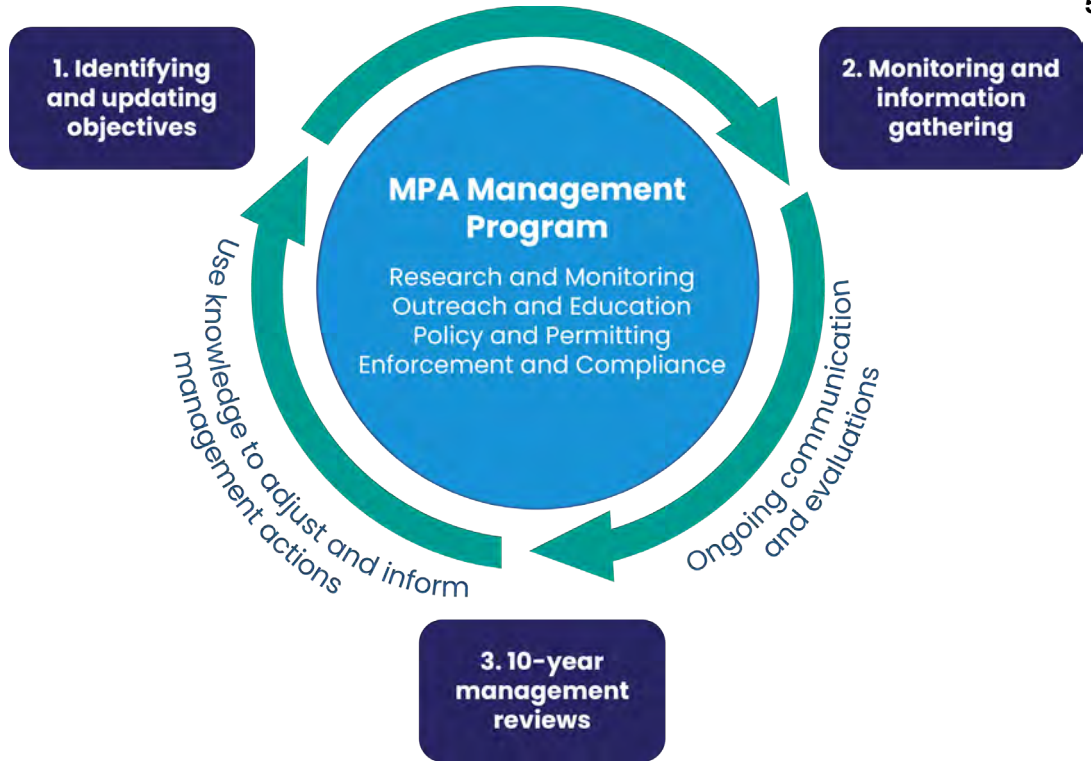 5
1. Identifying
and updating
objectives
2. Monitoring and
information
gathering
MPA Management
Program
Research and Monitoring
Outreach and Education
Policy and Permitting
Enforcement and Compliance
Use knowledge to adjust and inform
management actions
Ongoing communication
and evaluations
3. 10-year
management
reviews